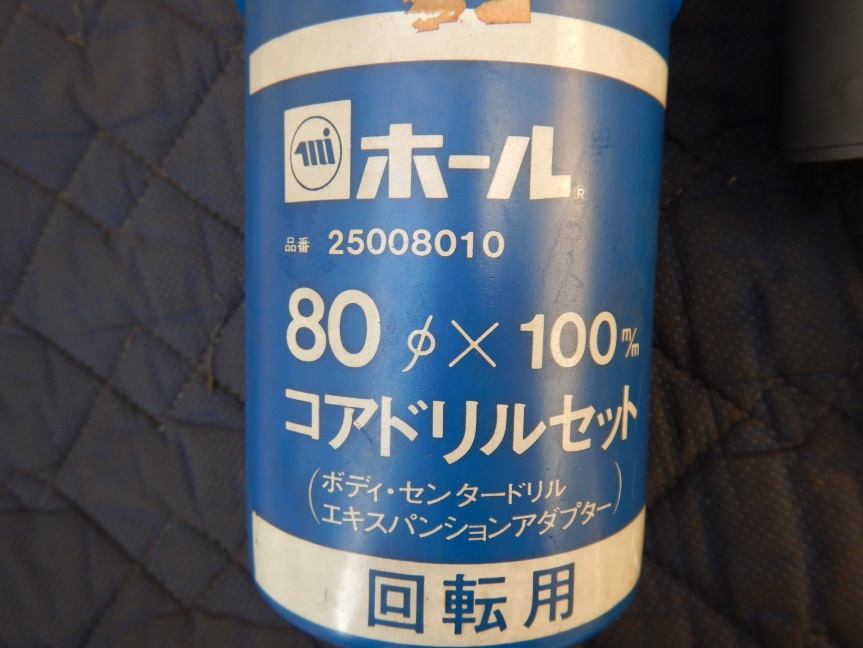 ホール®
品番 25008010
80 φ × 100 m/m
コアドリルセット
(ボディ・センタードリル
エキスパンションアダプター)
回転用